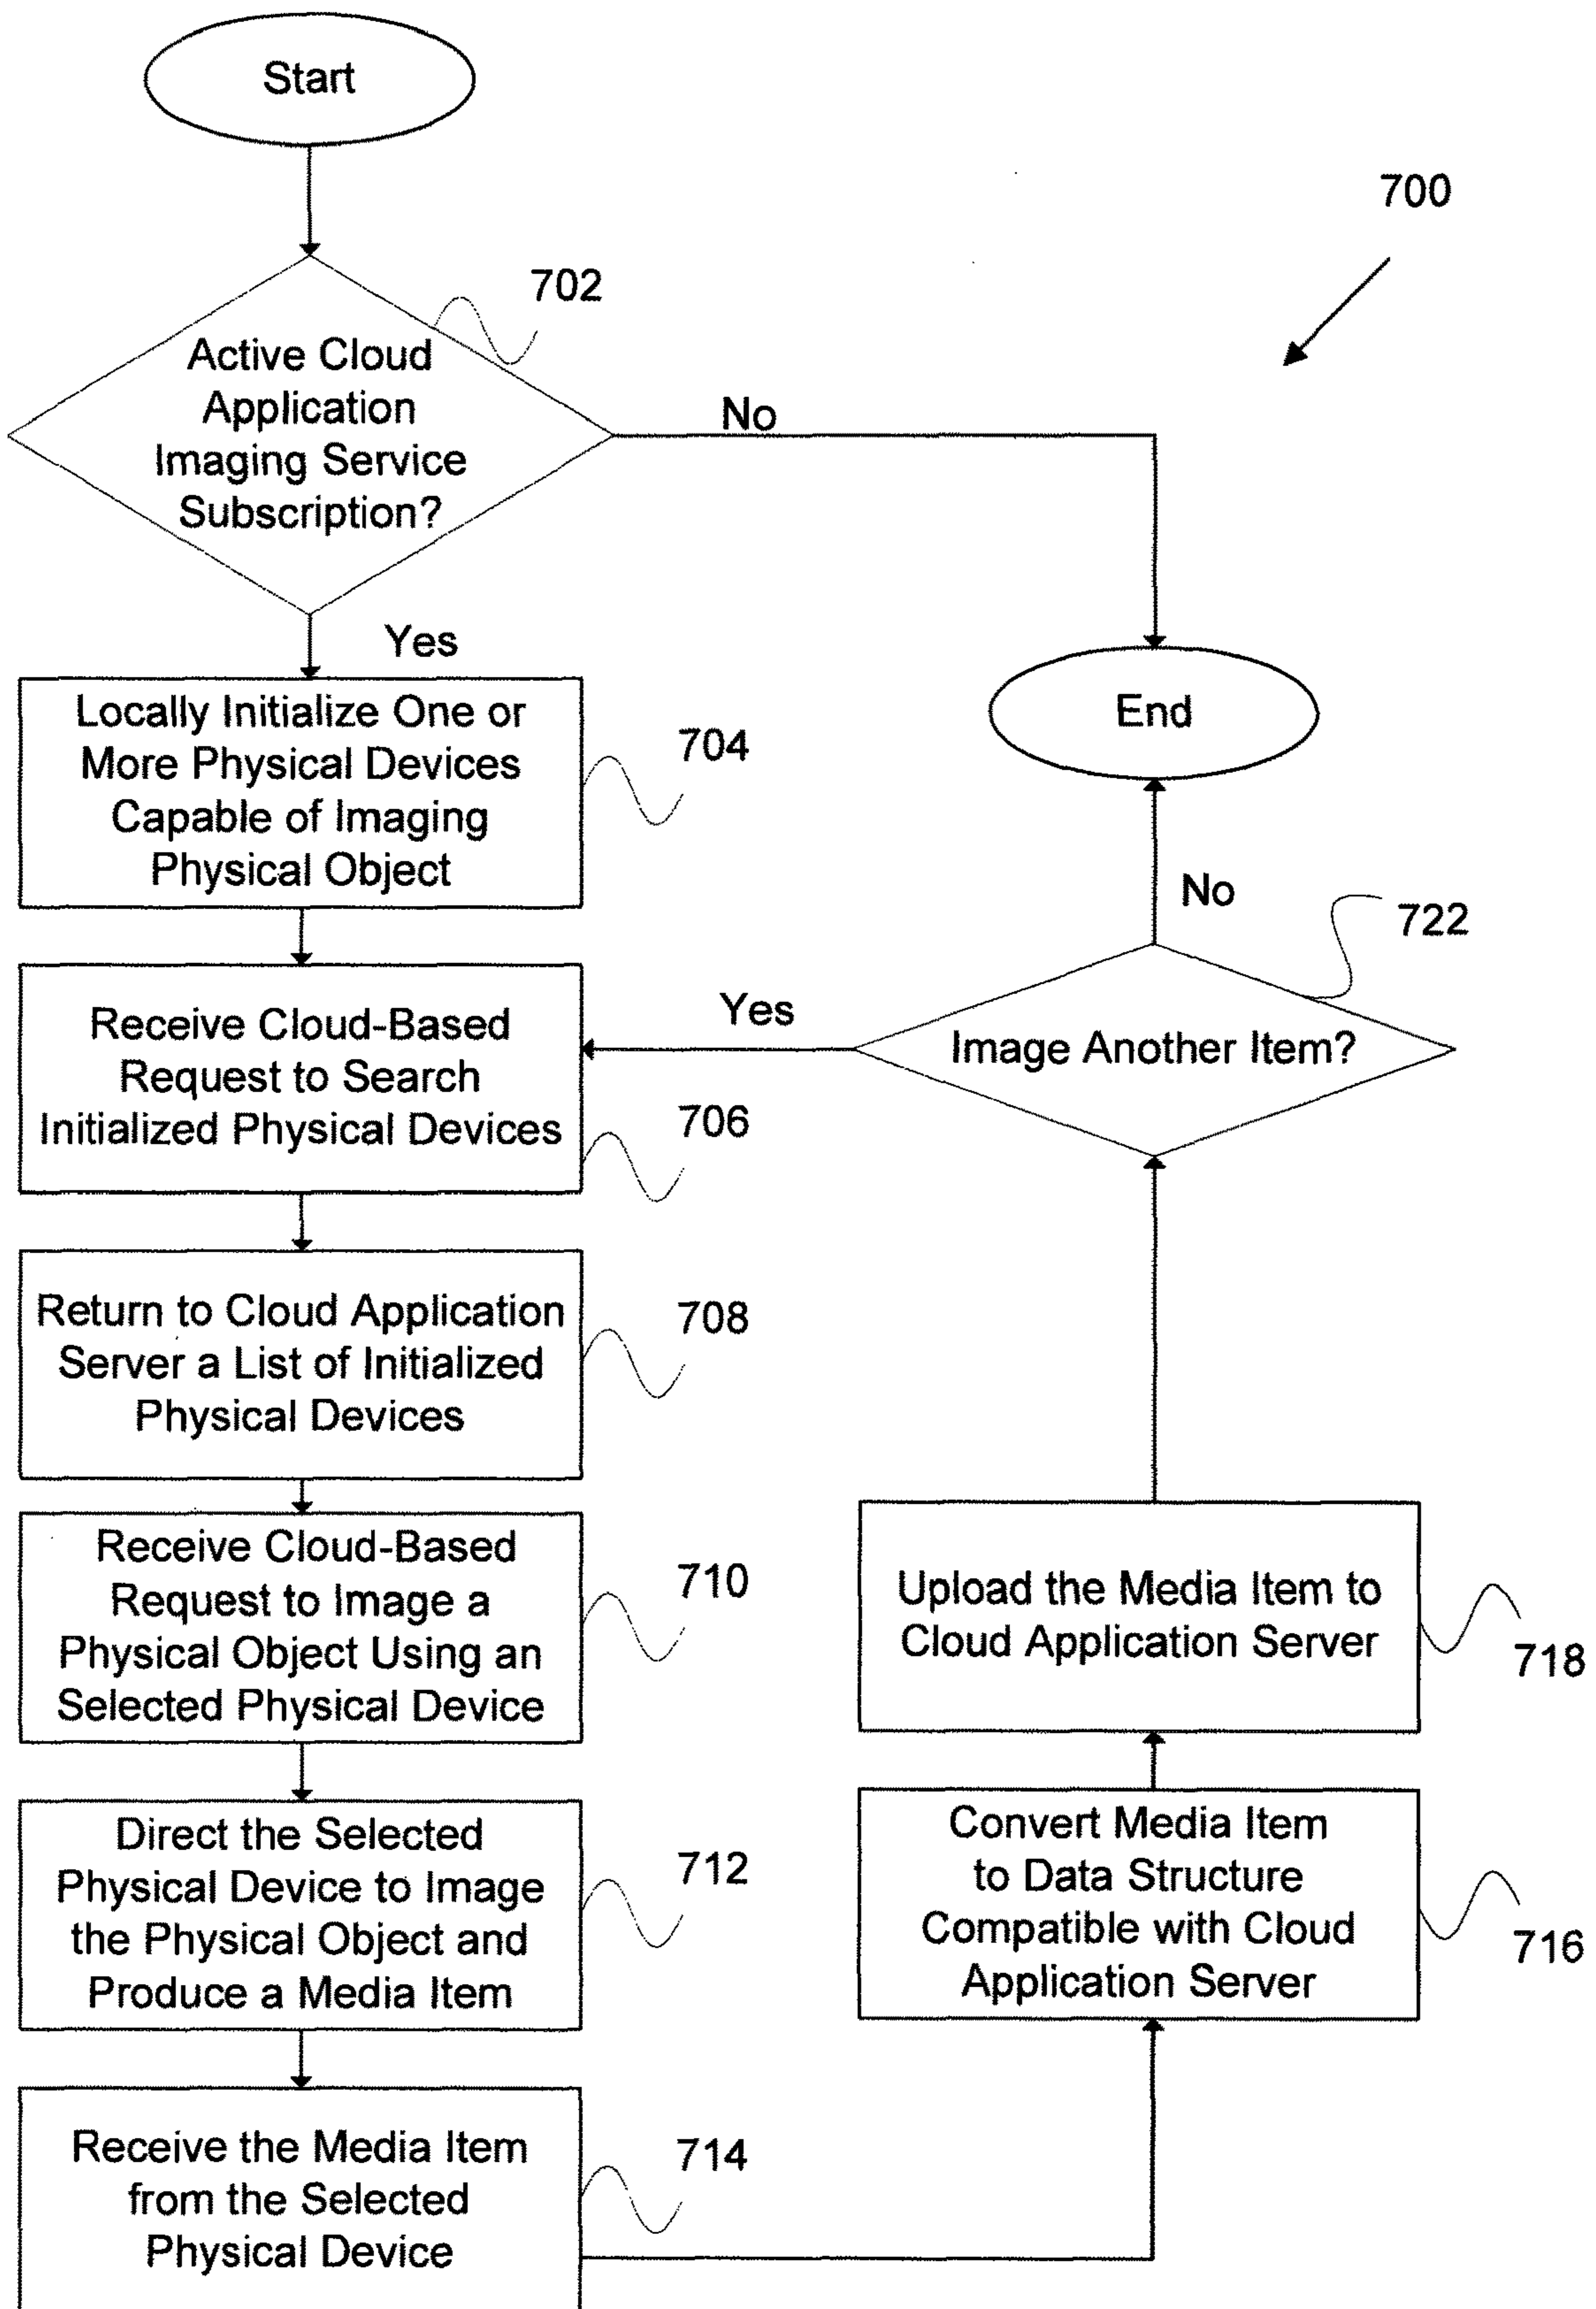 Start
700
702
Active Cloud
Application
Imaging Service
Subscription?
No
Yes
Locally Initialize One or
More Physical Devices
Capable of Imaging
Physical Object
704
End
No
722
Receive Cloud-Based
Request to Search
Initialized Physical Devices
706
Yes
Image Another Item?
Return to Cloud Application
Server a List of Initialized
Physical Devices
708
Receive Cloud-Based
Request to Image a
Physical Object Using an
Selected Physical Device
710
Upload the Media Item to
Cloud Application Server
718
Direct the Selected
Physical Device to Image
the Physical Object and
Produce a Media Item
712
Convert Media Item
to Data Structure
Compatible with Cloud
Application Server
716
Receive the Media Item
from the Selected
Physical Device
714